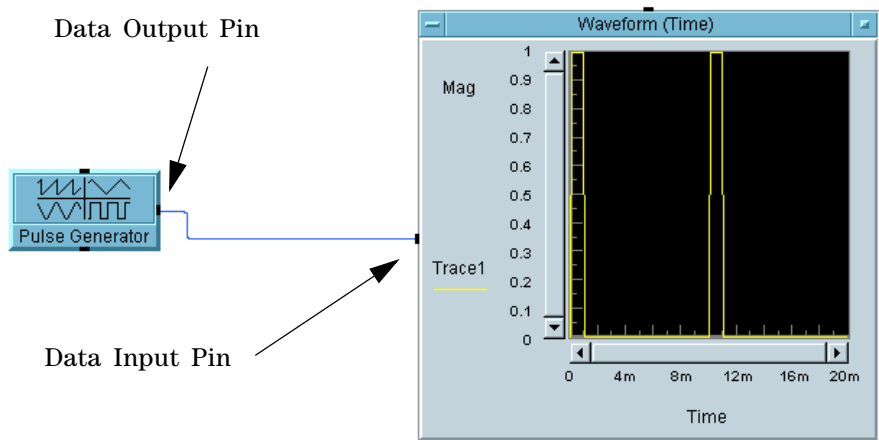 Data Output Pin
Waveform (Time)
Mag
1
0.9
0.8
0.7
0.6
0.5
0.4
0.3
0.2
0.1
0
Pulse Generator
Trace1
Data Input Pin
0 4m 8m 12m 16m 20m
Time